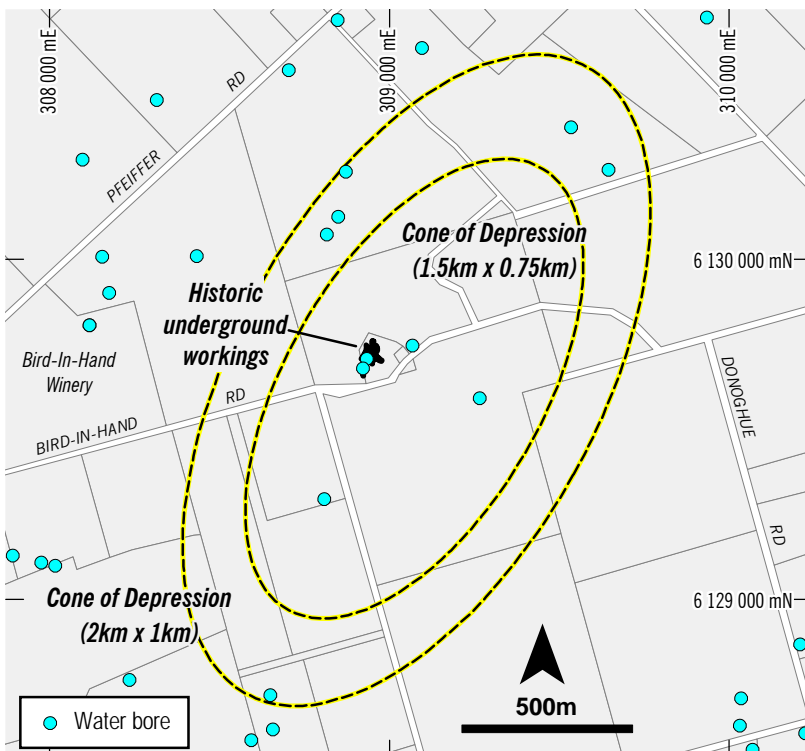 308 000 mE
309 000 mE
310 000 mE
PFEIFFER
RD
Cone of Depression
(1.5km x 0.75km)
6 130 000 mN
Historic
underground
workings
Bird-In-Hand
Winery
BIRD-IN-HAND
RD
DONOGHUE
RD
Cone of Depression
(2km x 1km)
6 129 000 mN
500m
Water bore